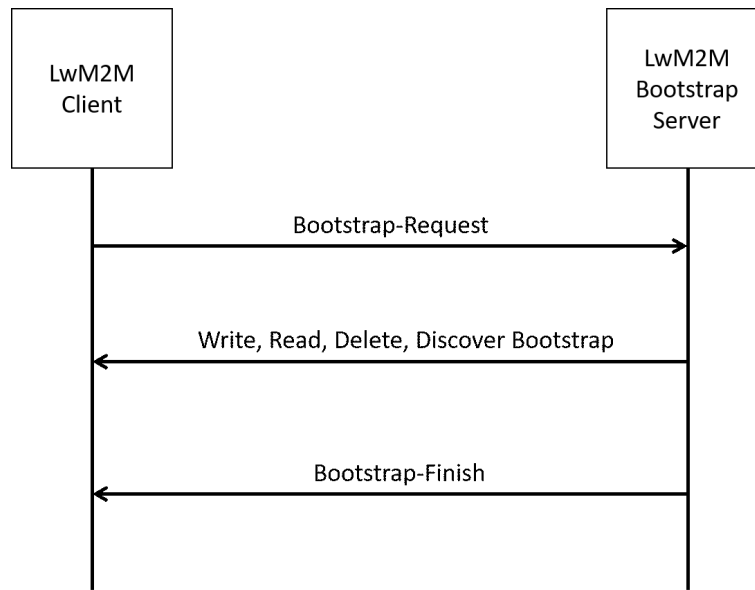 LwM2M
Client
LwM2M
Bootstrap
Server
Bootstrap-Request
Write, Read, Delete, Discover Bootstrap
Bootstrap-Finish